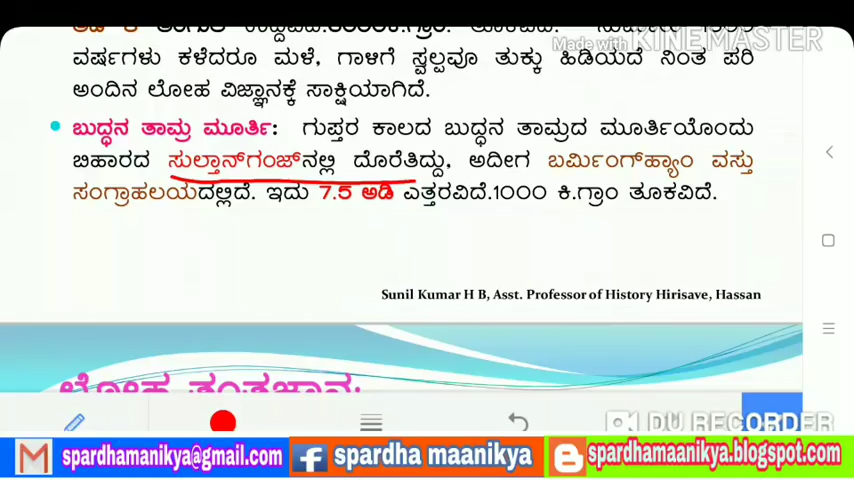 Made with KINEMASTER
ವರ್ಷಗಳು ಕಳೆದರೂ ಮಳೆ, ಗಾಳಿಗೆ ಸ್ವಲ್ಪವೂ ತುಕ್ಕು ಹಿಡಿಯದೆ ನಿಂತ ಪರಿ
ಅಂದಿನ ಲೋಹ ವಿಜ್ಞಾನಕ್ಕೆ ಸಾಕ್ಷಿಯಾಗಿದೆ.
ಬುದ್ಧನ ತಾಮ್ರ ಮೂರ್ತಿ: ಗುಪ್ತರ ಕಾಲದ ಬುದ್ಧನ ತಾಮ್ರದ ಮೂರ್ತಿಯೊಂದು
ಬಿಹಾರದ ಸುಲ್ತಾನ್‌ಗಂಜ್‌ನಲ್ಲಿ ದೊರೆತಿದ್ದು, ಅದೀಗ ಬರ್ಮಿಂಗ್‌ಹ್ಯಾಂ ವಸ್ತು
ಸಂಗ್ರಾಹಲಯದಲ್ಲಿದೆ. ಇದು 7.5 ಅಡಿ ಎತ್ತರವಿದೆ.1000 ಕಿ.ಗ್ರಾಂ ತೂಕವಿದೆ.
Sunil Kumar H B, Asst. Professor of History Hirisave, Hassan
DU RECORDER
spardhamanikya@gmail.com spardha maanikya spardhamaanikya.blogspot.com